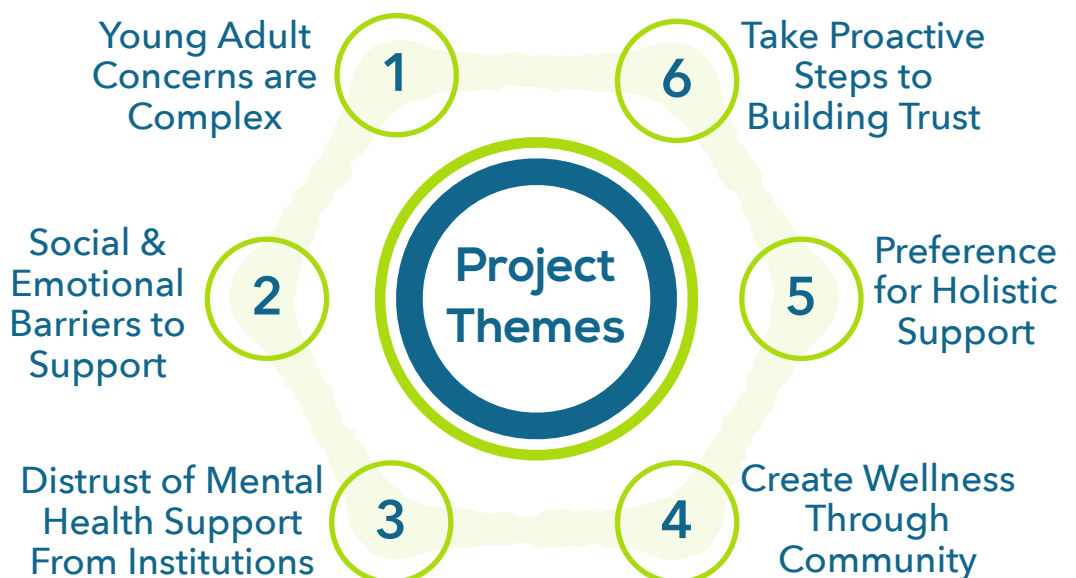 Young Adult
Concerns are
Complex
1
6
Take Proactive
Steps to
Building Trust
Social &
Emotional
Barriers to
Support
2
Project
Themes
5
Preference
for Holistic
Support
Distrust of Mental
Health Support
From Institutions
3
4
Create Wellness
Through
Community